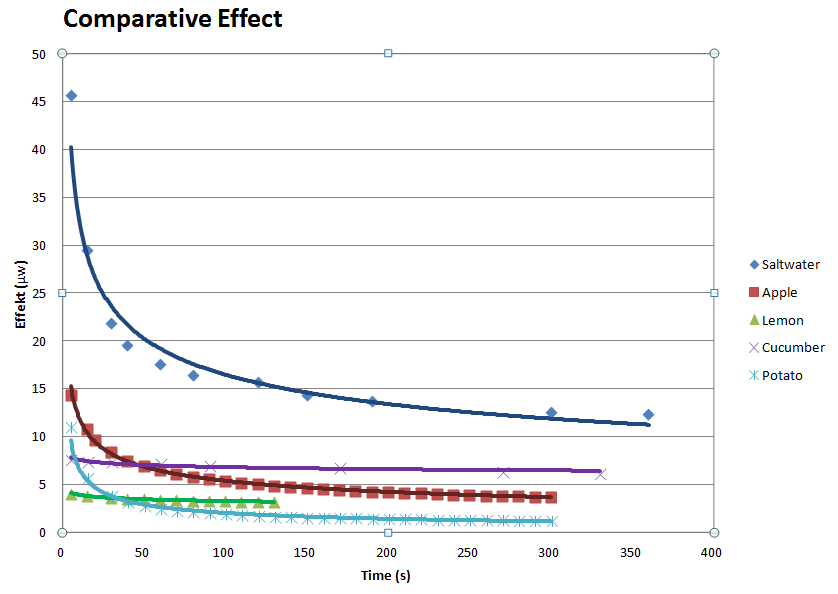 Comparative Effect
50
45
40
35
30
25
20
15
10
5
0
Effekt (μw)
0 50 100 150 200 250 300 350 400
Time (s)
Saltwater
Apple
Lemon
Cucumber
Potato